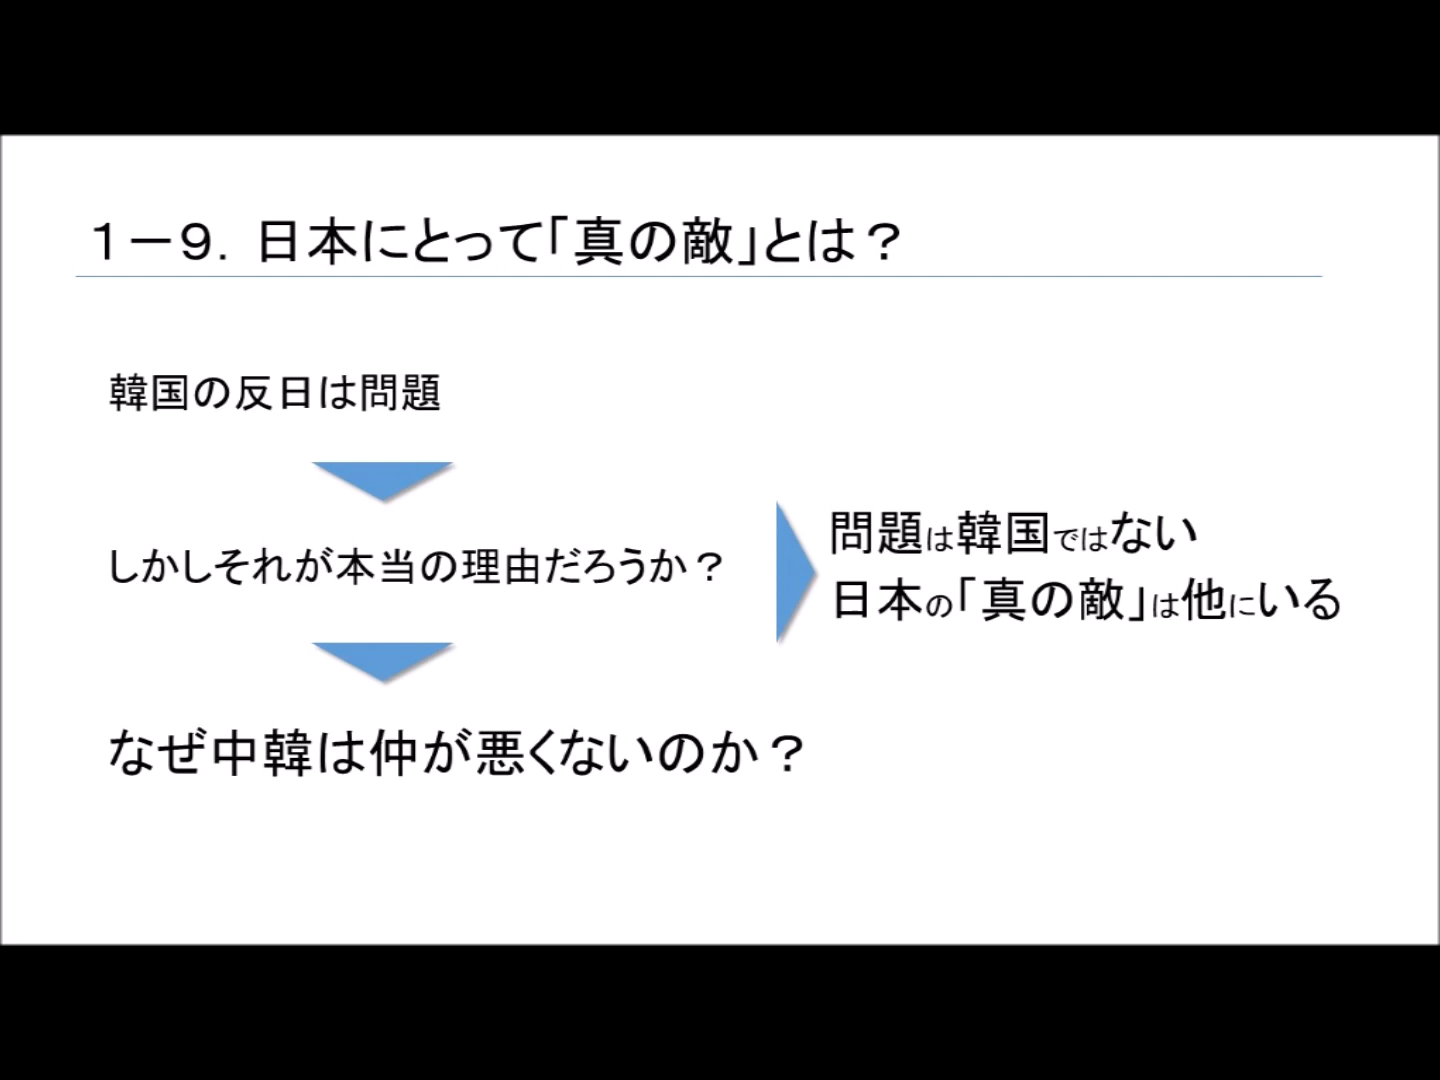 １－９．日本にとって「真の敵」とは？
韓国の反日は問題
しかしそれが本当の理由だろうか？
なぜ中韓は仲が悪くないのか？
問題は韓国ではない
日本の「真の敵」は他にいる